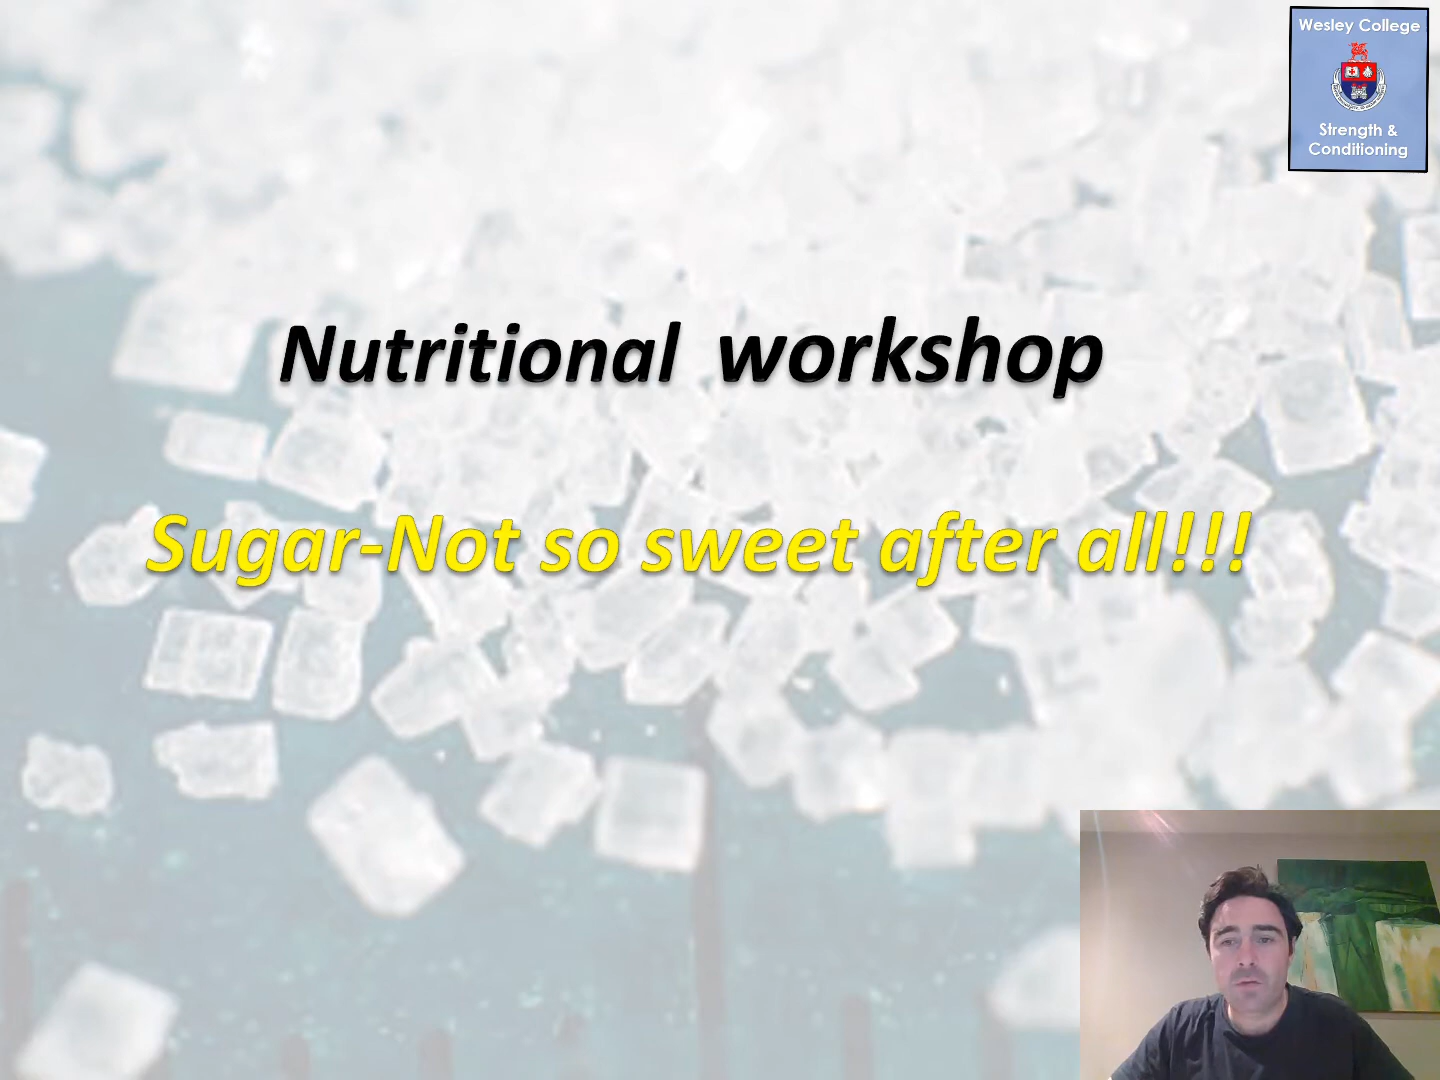 Wesley College
Strength &
Conditioning
Nutritional workshop
Sugar-Not so sweet after all!!!